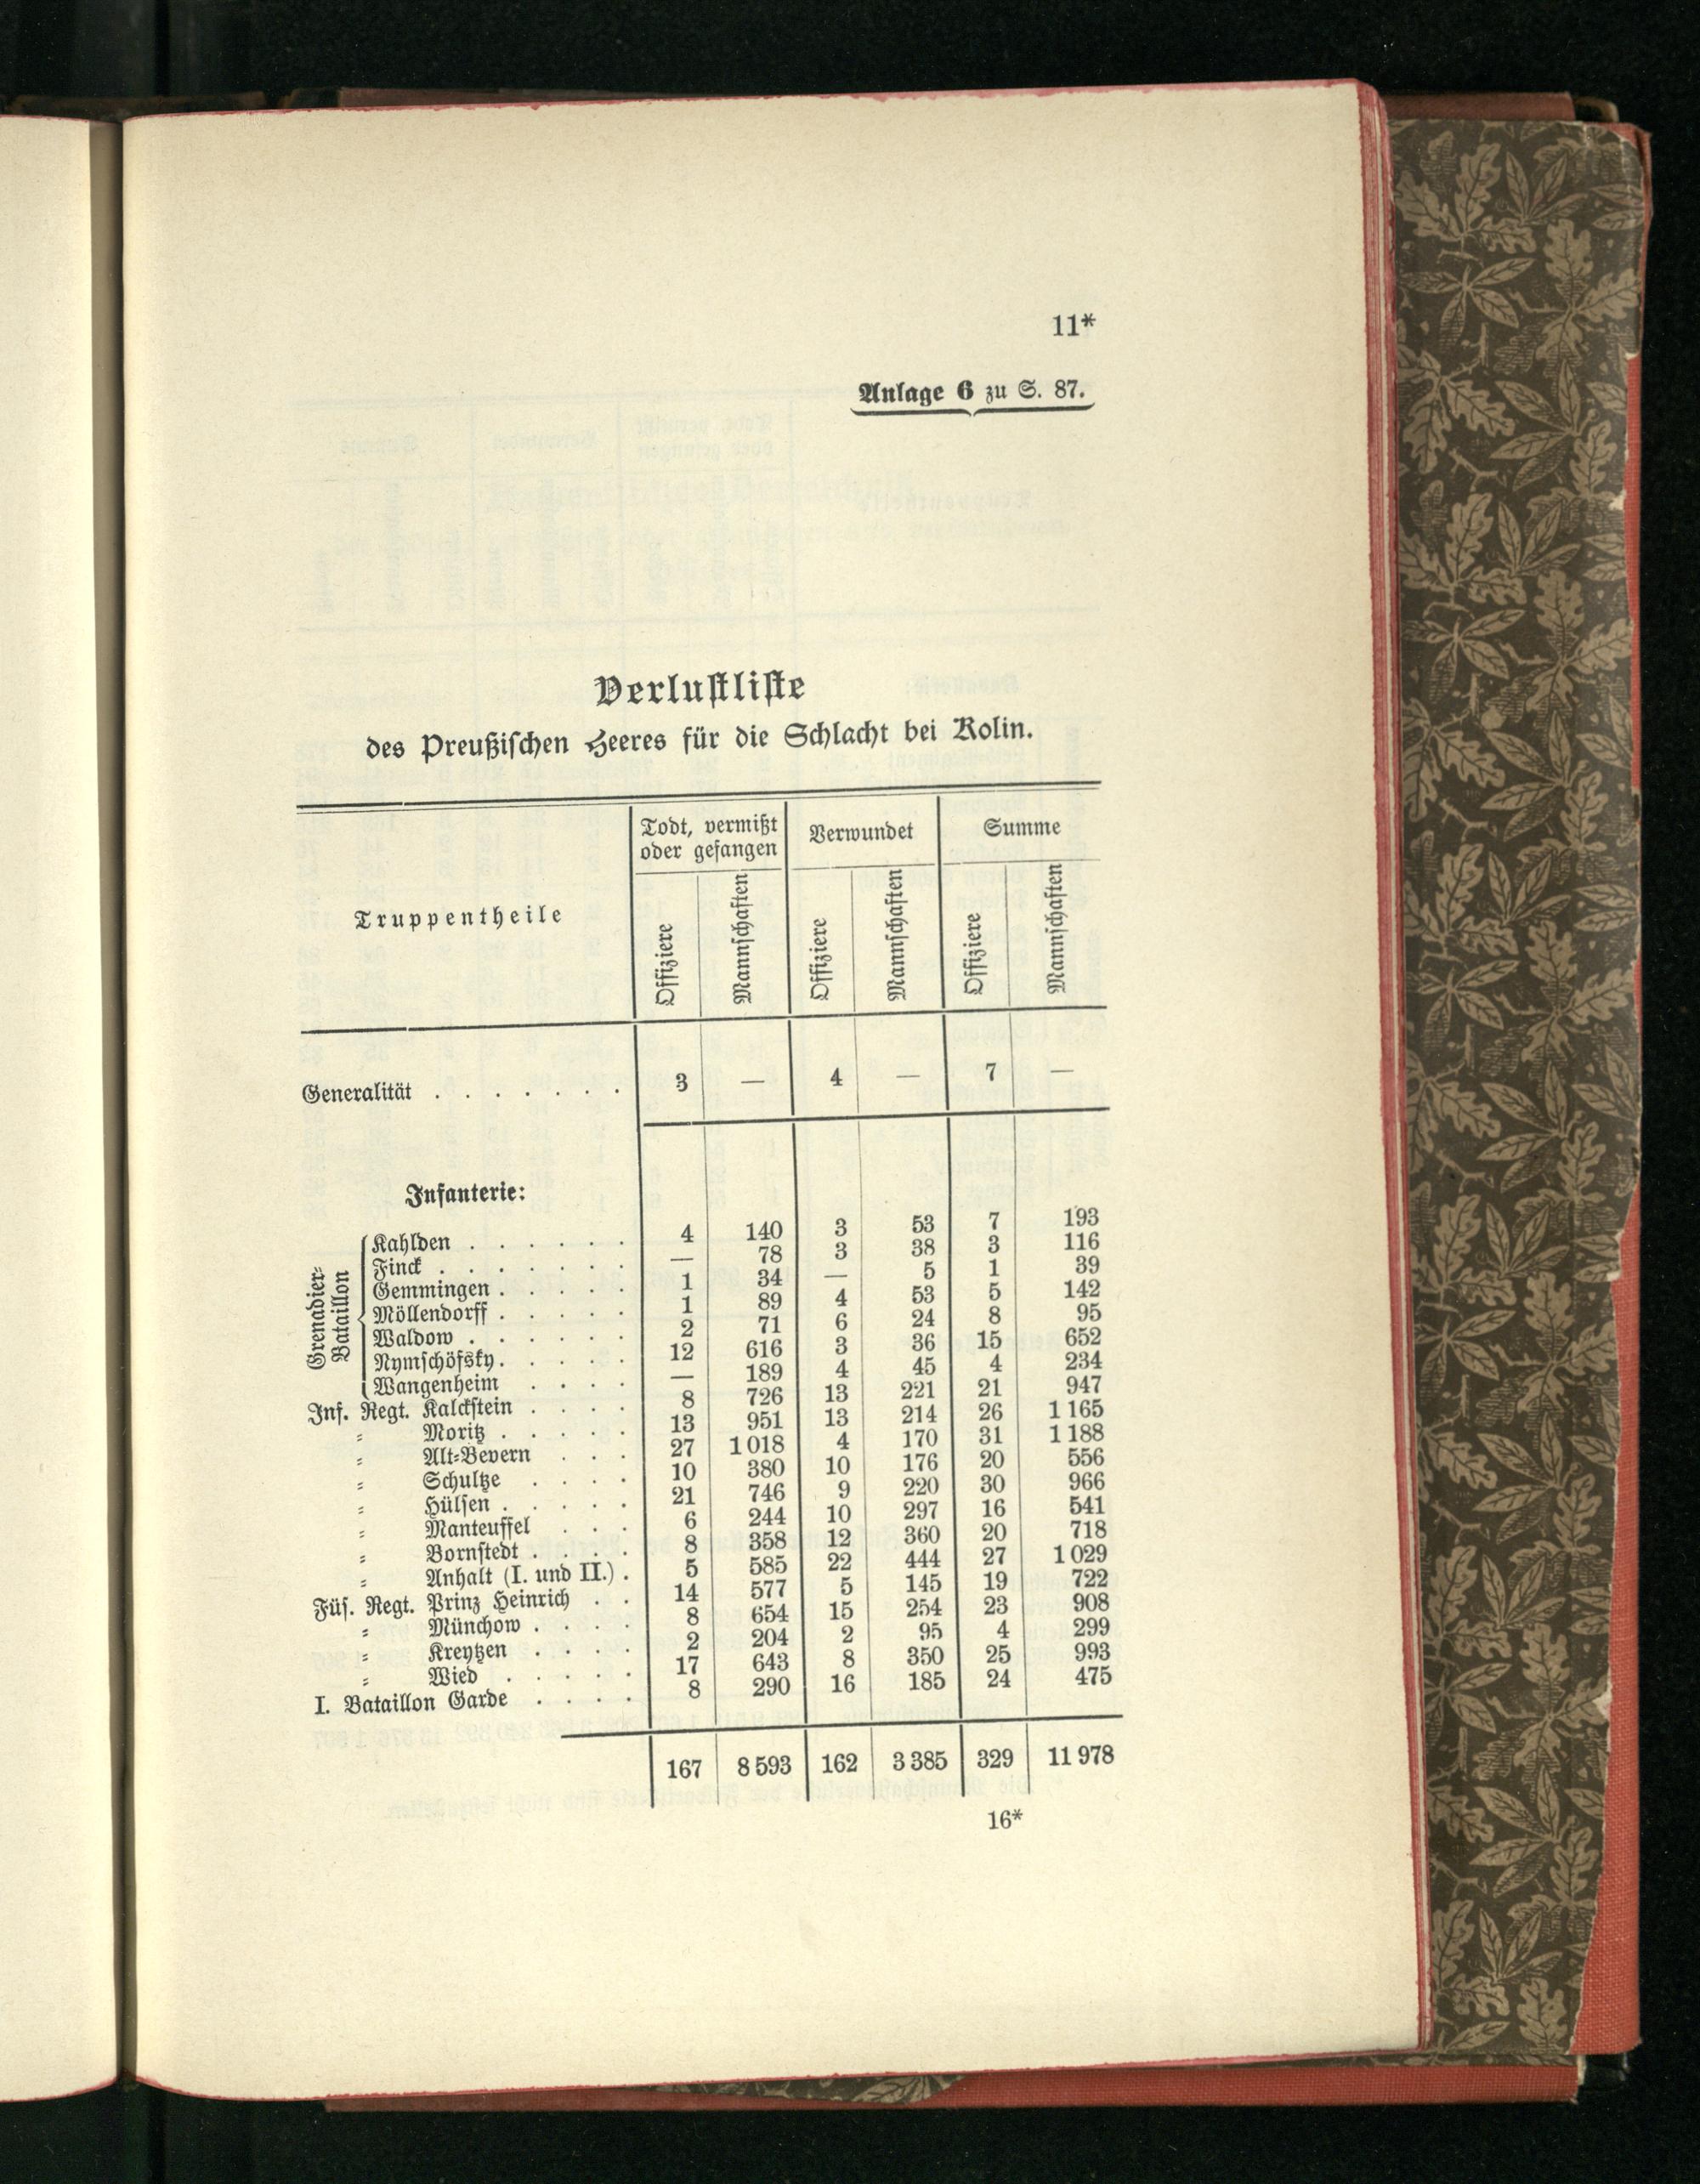 11*
Anlage 6 zu S. 87.
Verlustliste
des Preußischen Heeres für die Schlacht bei Kolin.
Truppentheile
Todt, vermißt oder gefangen
Verwundet
Summe
Offiziere Mannschaften Offiziere Mannschaften Offiziere Mannschaften
Generalität . . . . . . . 3 — 4 — 7 —
Infanterie:
Grenadier-
Bataillon
Kahlden . . . . . . 4 140 3 53 7 193
Finck . . . . . . . — 78 3 38 3 116
Gemmingen . . . . . 1 34 — 5 1 39
Möllendorff . . . . . 1 89 4 53 5 142
Waldow . . . . . . 2 71 6 24 8 95
Nymschöfsky . . . . . 12 616 3 36 15 652
Wangenheim . . . . — 189 4 45 4 234
Inf. Regt. Kalckstein . . . . 8 726 13 221 21 947
„ Moritz . . . . . 13 951 13 214 26 1 165
„ Alt-Bevern . . . 27 1 018 4 170 31 1 188
„ Schultze . . . . 10 380 10 176 20 556
„ Hülsen . . . . . 21 746 9 220 30 966
„ Manteuffel . . . 6 244 10 297 16 541
„ Bornstedt . . . . 8 358 12 360 20 718
„ Anhalt (I. und II.) . 5 585 22 444 27 1 029
Füs. Regt. Prinz Heinrich . . 14 577 5 145 19 722
„ Münchow . . . . 8 654 15 254 23 908
„ Kreytzen . . . . 2 204 2 95 4 299
„ Wied . . . . . 17 643 8 350 25 993
I. Bataillon Garde . . . . 8 290 16 185 24 475
167 8 593 162 3 385 329 11 978
16*